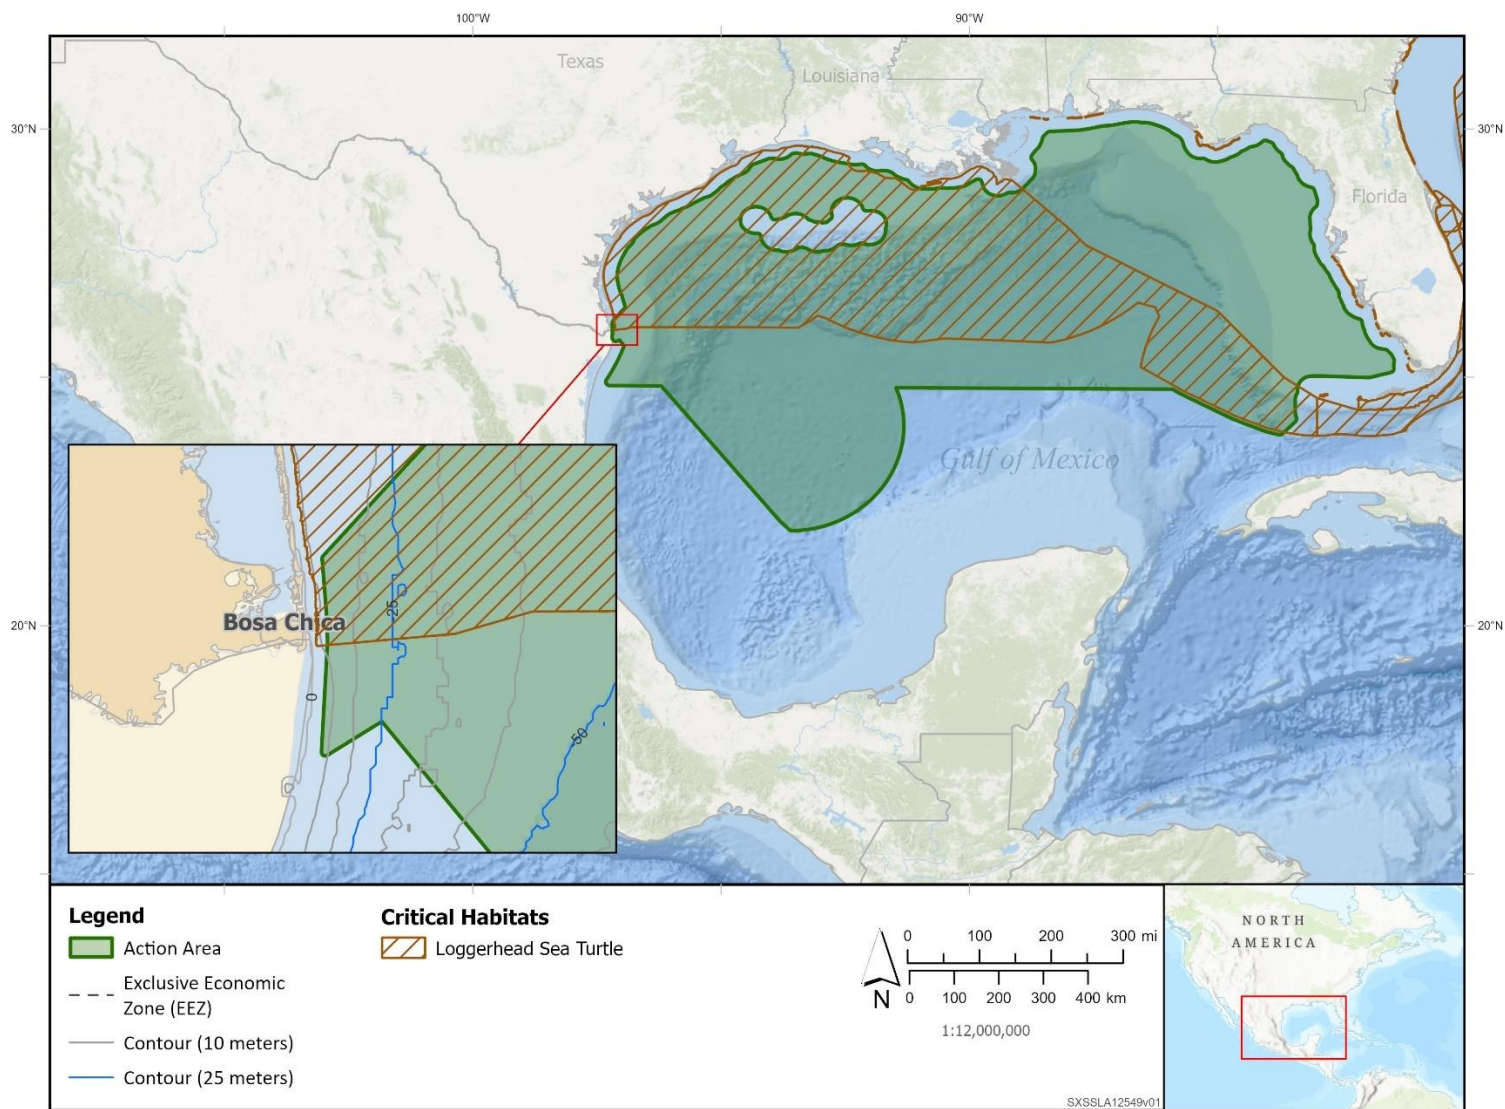 100°W
90°W
Texas
Louisiana
30°N
30°N
Florida
Gulf of Mexico
25
Bosa Chica
20°N
20°N
0
-50
Legend
Action Area
Exclusive Economic
Zone (EEZ)
Contour (10 meters)
Contour (25 meters)
Critical Habitats
Loggerhead Sea Turtle
0 100 200 300 mi
0 100 200 300 400 km
N
1:12,000,000
SXSSLA12549v01
NORTH
AMERICA